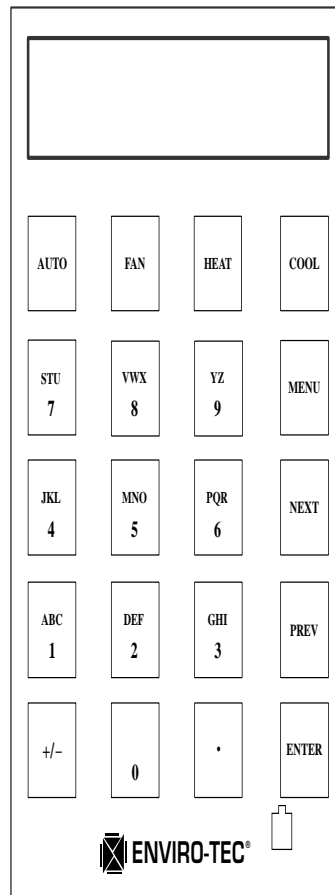 AUTO FAN HEAT COOL
STU VWX YZ
7 8 9 MENU
JKL MNO PQR
4 5 6 NEXT
ABC DEF GHI
1 2 3 PREV
+/− 0 . ENTER
ENVIRO-TEC®